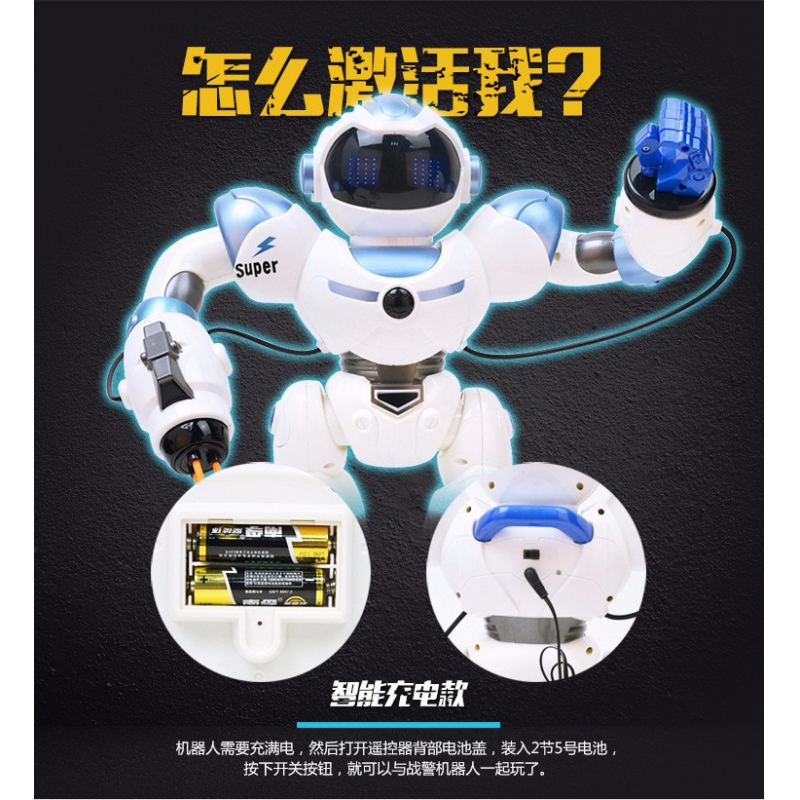 怎么激活我?
Super
智能充电款
机器人需要充满电，然后打开遥控器背部电池盖，装入2节5号电池，
按下开关按钮，就可以与战警机器人一起玩了。